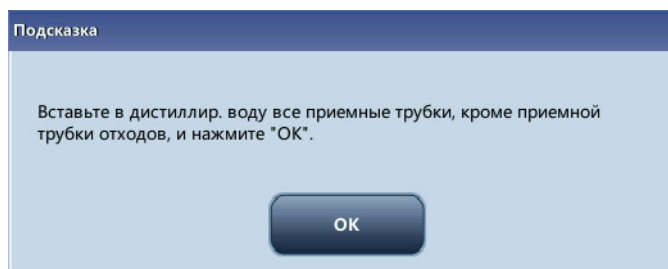 Подсказка
Вставьте в дистиллир. воду все приемные трубки, кроме приемной
трубки отходов, и нажмите "ОК".
ОК